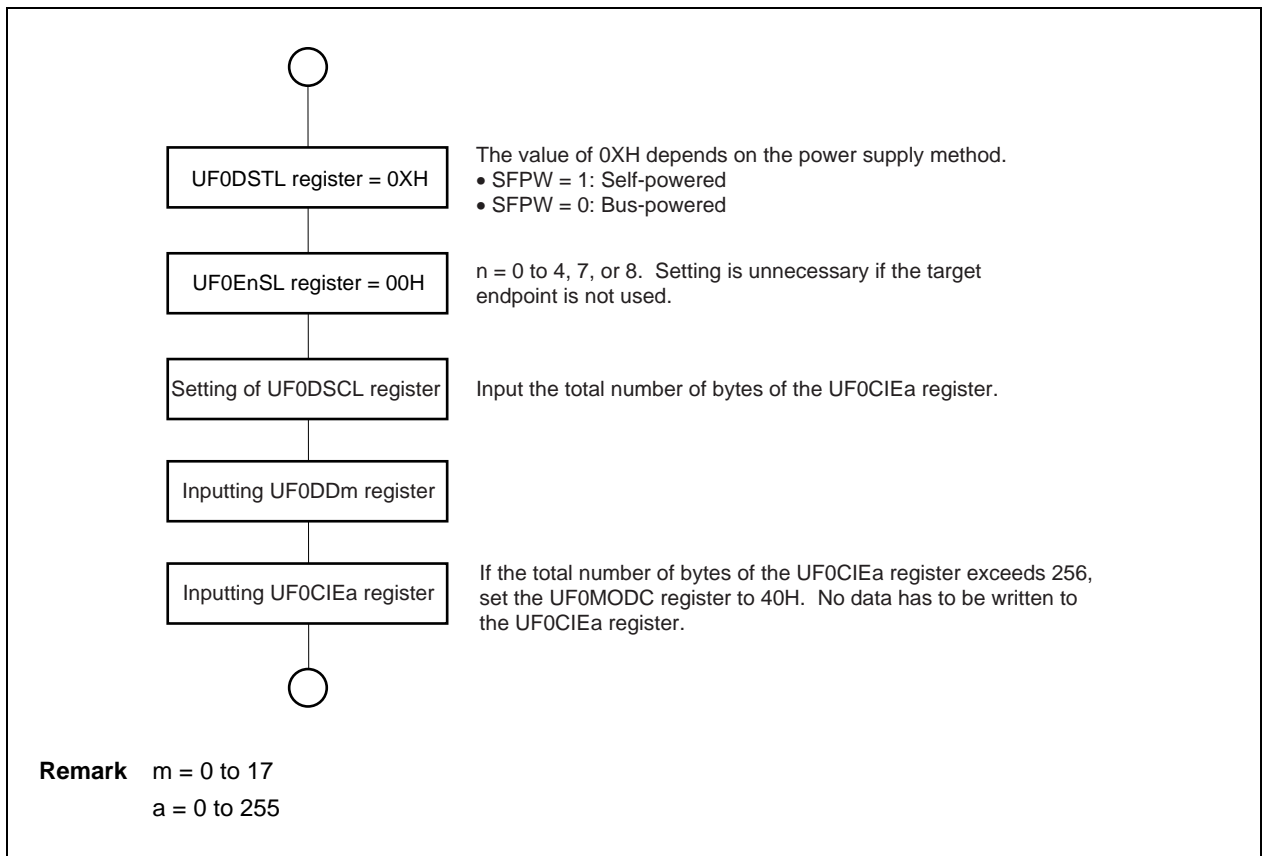 UF0DSTL register = 0XH
The value of 0XH depends on the power supply method.
• SFPW = 1: Self-powered
• SFPW = 0: Bus-powered
UF0EnSL register = 00H
n = 0 to 4, 7, or 8.  Setting is unnecessary if the target
endpoint is not used.
Setting of UF0DSCL register
Input the total number of bytes of the UF0CIEa register.
Inputting UF0DDm register
Inputting UF0CIEa register
If the total number of bytes of the UF0CIEa register exceeds 256,
set the UF0MODC register to 40H.  No data has to be written to
the UF0CIEa register.
Remark m = 0 to 17
a = 0 to 255